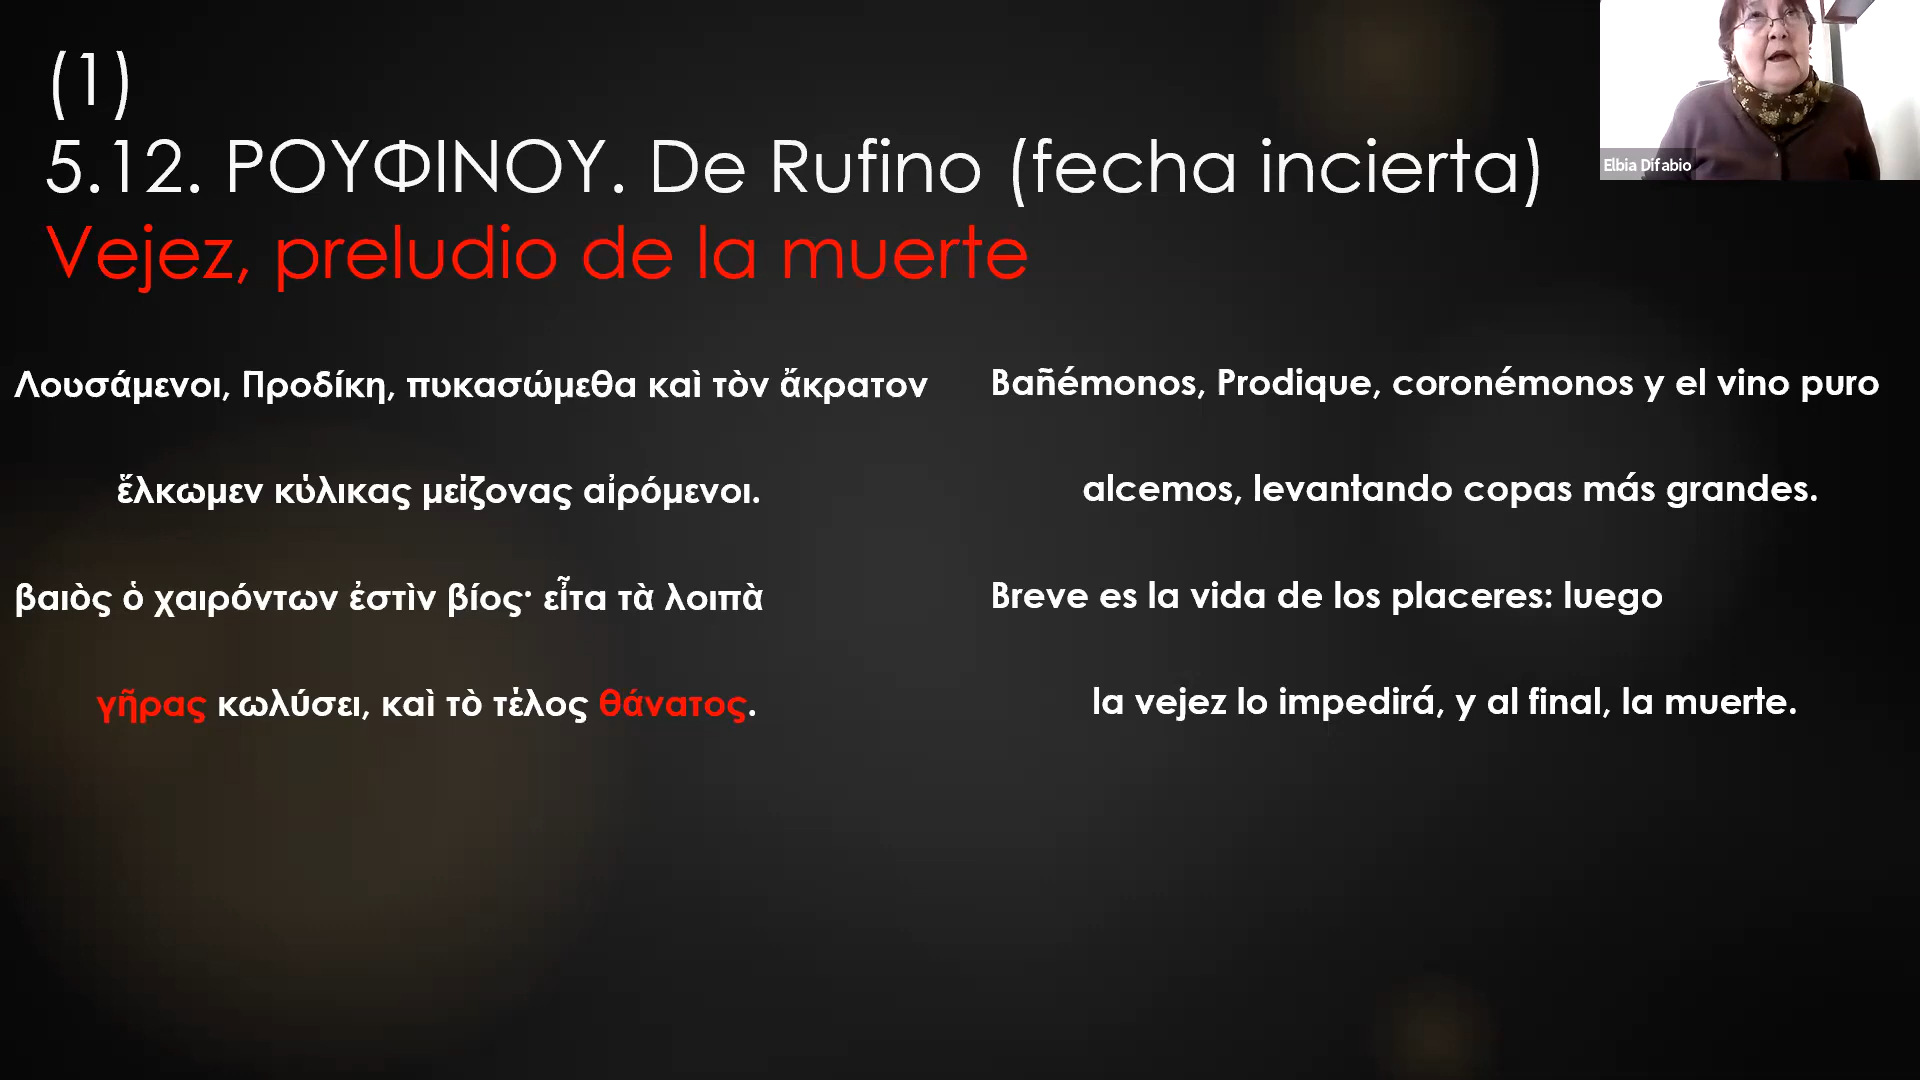 (1)
5.12. ΡΟΥΦΙΝΟΥ. De Rufino (fecha incierta)
Vejez, preludio de la muerte
Elbia Difabio
Λουσάμενοι, Προδίκη, πυκασώμεθα καὶ τὸν ἄκρατον
ἕλκωμεν κύλικας μείζονας αἰρόμενοι.
βαιὸς ὁ χαιρόντων ἐστὶν βίος· εἶτα τὰ λοιπὰ
γῆρας κωλύσει, καὶ τὸ τέλος θάνατος.
Bañémonos, Prodique, coronémonos y el vino puro
alcemos, levantando copas más grandes.
Breve es la vida de los placeres: luego
la vejez lo impedirá, y al final, la muerte.